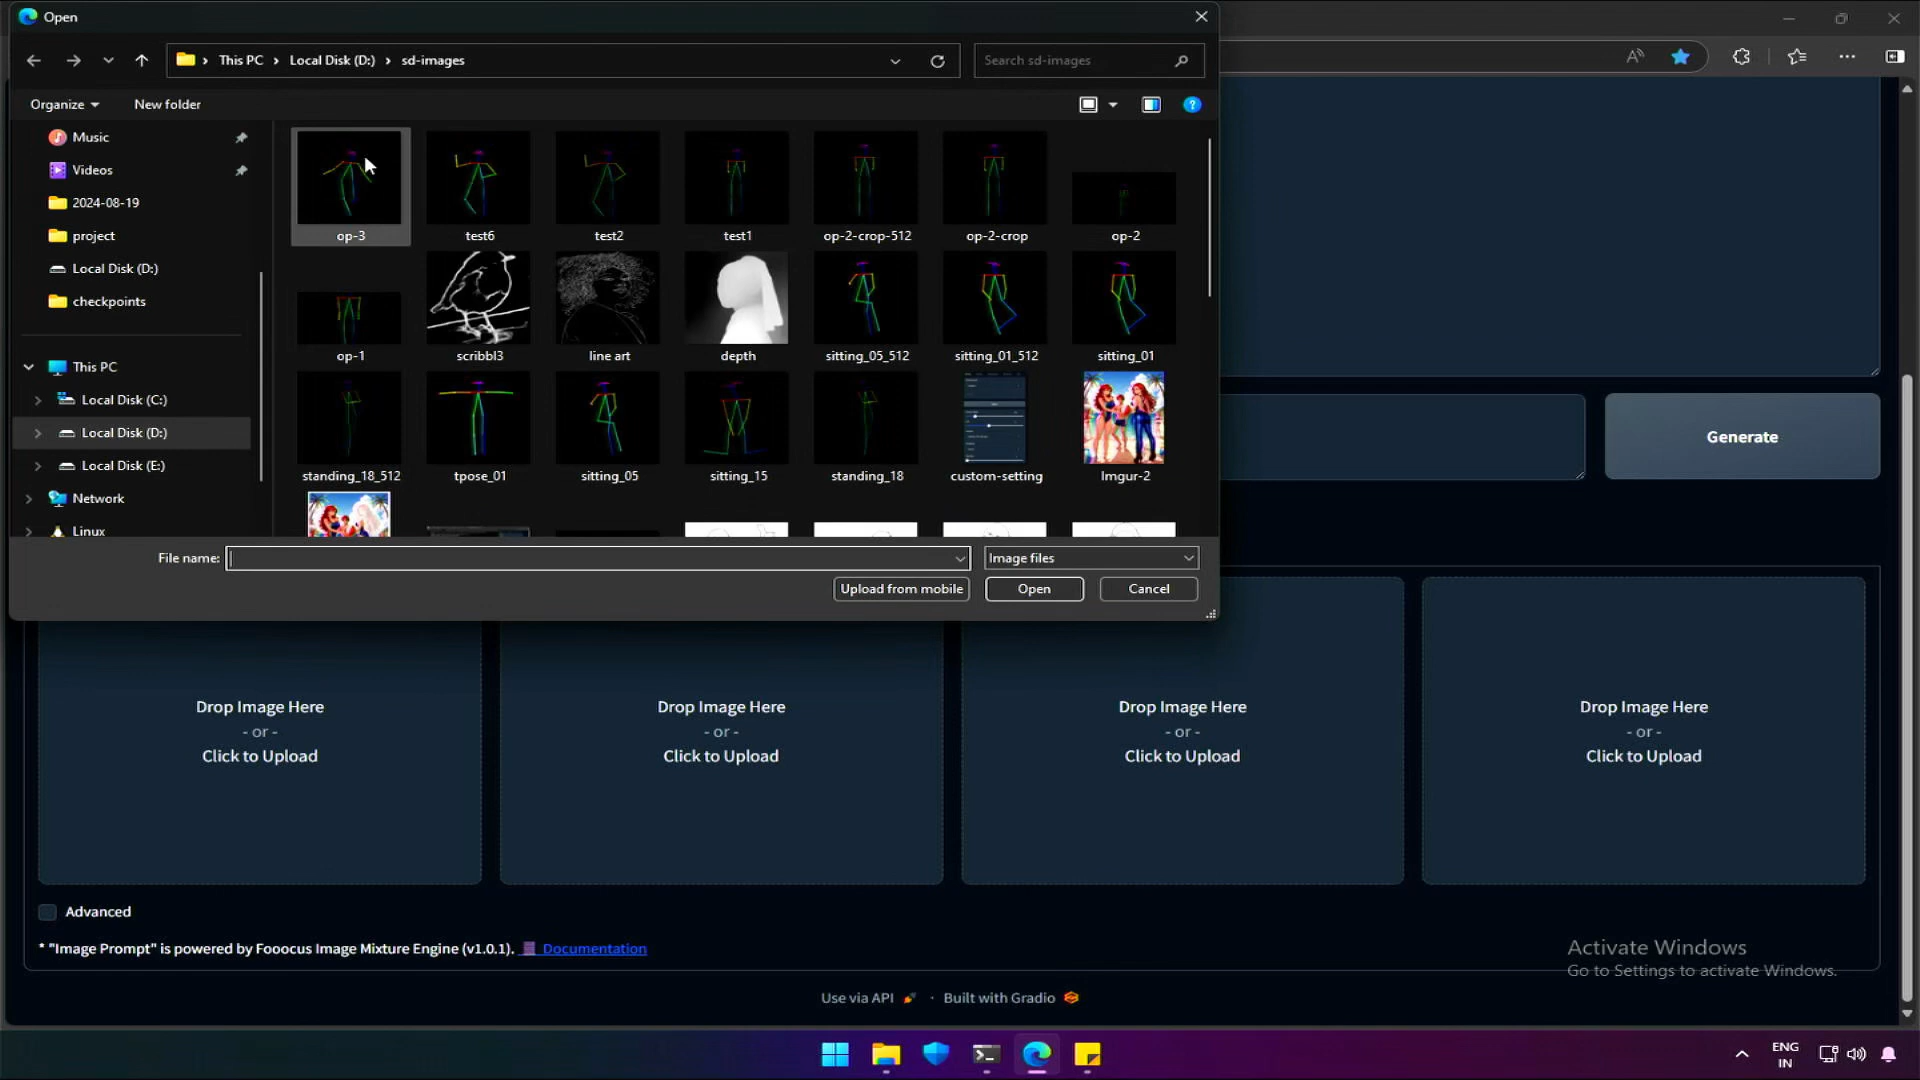 Open
This PC
Local Disk (D:)
sd-images
Search sd-images
Organize
New folder
Music
Videos
2024-08-19
project
Local Disk (D:)
checkpoints
This PC
Local Disk (C:)
Local Disk (D:)
Local Disk (E:)
Network
Linux
op-3
test6
test2
test1
op-2-crop-512
op-2-crop
op-2
op-1
scribbl3
line art
depth
sitting_05_512
sitting_01_512
sitting_01
standing_18_512
tpose_01
sitting_05
sitting_15
standing_18
custom-setting
Imgur-2
File name:
Image files
Upload from mobile
Open
Cancel
Generate
Drop Image Here
- or -
Click to Upload
Drop Image Here
- or -
Click to Upload
Drop Image Here
- or -
Click to Upload
Drop Image Here
- or -
Click to Upload
Advanced
* "Image Prompt" is powered by Fooocus Image Mixture Engine (v1.0.1). Documentation
Activate Windows
Go to Settings to activate Windows.
Use via API · Built with Gradio
ENG
IN